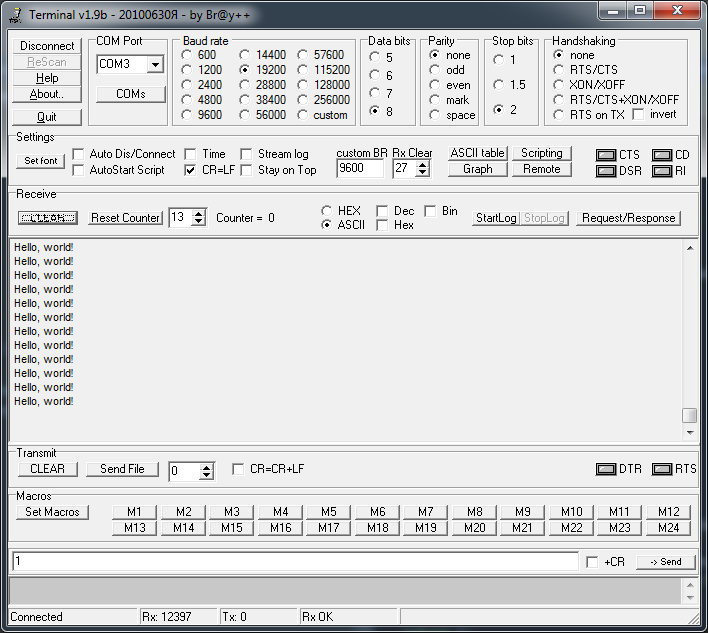 Terminal v1.9b - 20100630Я - by Br@y++
Disconnect
ReScan
Help
About..
Quit
COM Port
COM3
COMs
Baud rate
600 14400 57600
1200 19200 115200
2400 28800 128000
4800 38400 256000
9600 56000 custom
Data bits
5
6
7
8
Parity
none
odd
even
mark
space
Stop bits
1
1.5
2
Handshaking
none
RTS/CTS
XON/XOFF
RTS/CTS+XON/XOFF
RTS on TX invert
Settings
Set font
Auto Dis/Connect Time Stream log
AutoStart Script CR=LF Stay on Top
custom BR Rx Clear
9600 27
ASCII table Scripting
Graph Remote
CTS CD
DSR RI
Receive
CLEAR Reset Counter 13 Counter = 0
HEX Dec Bin
ASCII Hex
StartLog StopLog Request/Response
Hello, world!
Hello, world!
Hello, world!
Hello, world!
Hello, world!
Hello, world!
Hello, world!
Hello, world!
Hello, world!
Hello, world!
Hello, world!
Hello, world!
Transmit
CLEAR Send File 0 CR=CR+LF DTR RTS
Macros
Set Macros
M1 M2 M3 M4 M5 M6 M7 M8 M9 M10 M11 M12
M13 M14 M15 M16 M17 M18 M19 M20 M21 M22 M23 M24
1 +CR -> Send
Connected Rx: 12397 Tx: 0 Rx OK